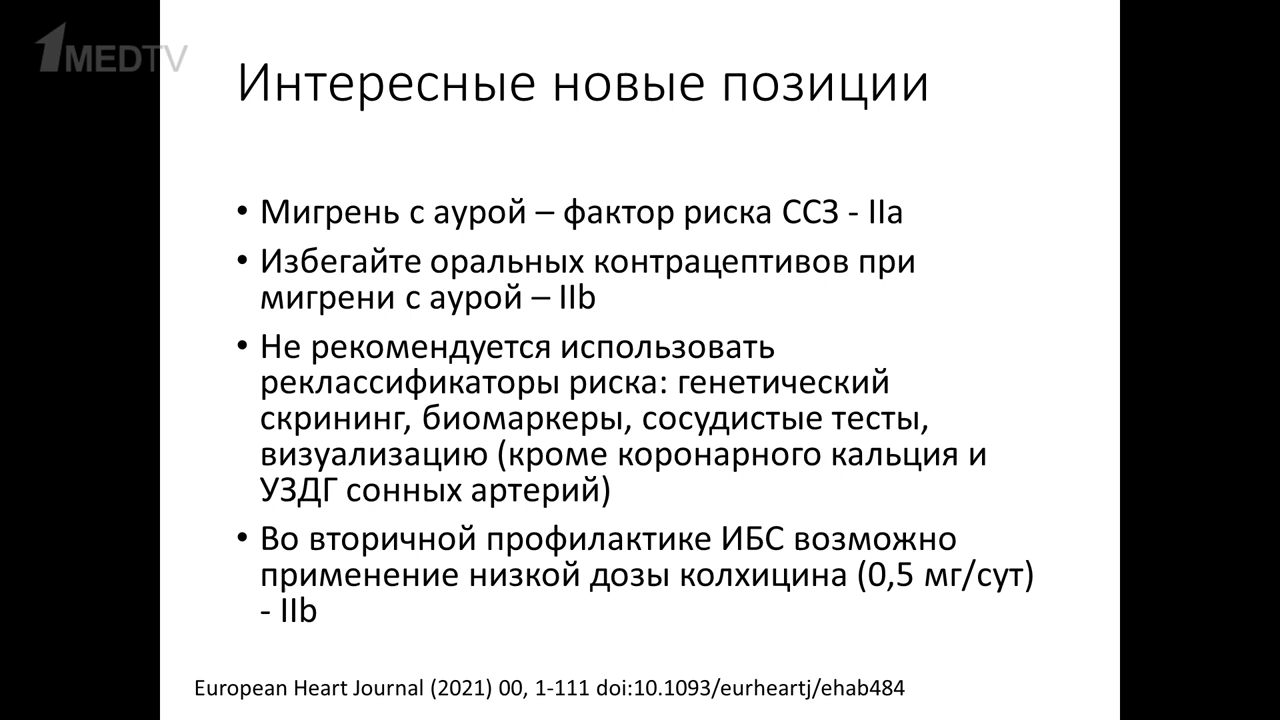 1MEDTV
Интересные новые позиции
• Мигрень с аурой – фактор риска ССЗ - IIa
• Избегайте оральных контрацептивов при
мигрени с аурой – IIb
• Не рекомендуется использовать
реклассификаторы риска: генетический
скрининг, биомаркеры, сосудистые тесты,
визуализацию (кроме коронарного кальция и
УЗДГ сонных артерий)
• Во вторичной профилактике ИБС возможно
применение низкой дозы колхицина (0,5 мг/сут)
- IIb
European Heart Journal (2021) 00, 1-111 doi:10.1093/eurheartj/ehab484